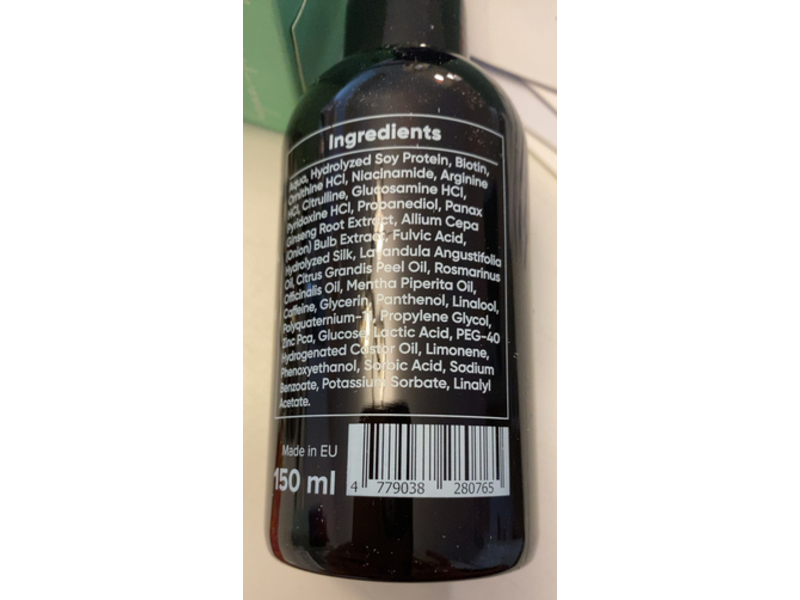 Ingredients
Aqua, Hydrolyzed Soy Protein, Biotin,
Ornithine HCl, Niacinamide, Arginine
HCl, Citrulline, Glucosamine HCl,
Pyridoxine HCl, Propanediol, Panax
Ginseng Root Extract, Allium Cepa
(Onion) Bulb Extract, Fulvic Acid,
Hydrolyzed Silk, Lavandula Angustifolia
Oil, Citrus Grandis Peel Oil, Rosmarinus
Officinalis Oil, Mentha Piperita Oil,
Caffeine, Glycerin, Panthenol, Linalool,
Propylene Glycol,
Zinc Pca, Glucose, Lactic Acid, PEG-40
Hydrogenated Castor Oil, Limonene,
Phenoxyethanol, Sorbic Acid, Sodium
Benzoate, Potassium Sorbate, Linalyl
Acetate.
Made in EU
150 ml
4 779038 280765